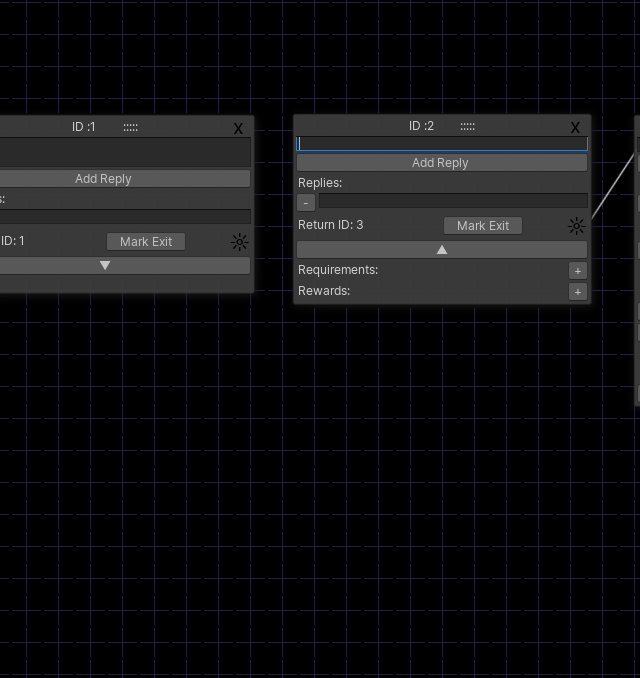 ID :1 ::::: X
Add Reply
s:
ID: 1 Mark Exit
ID :2 ::::: X
Add Reply
Replies:
-
Return ID: 3 Mark Exit
Requirements: +
Rewards: +